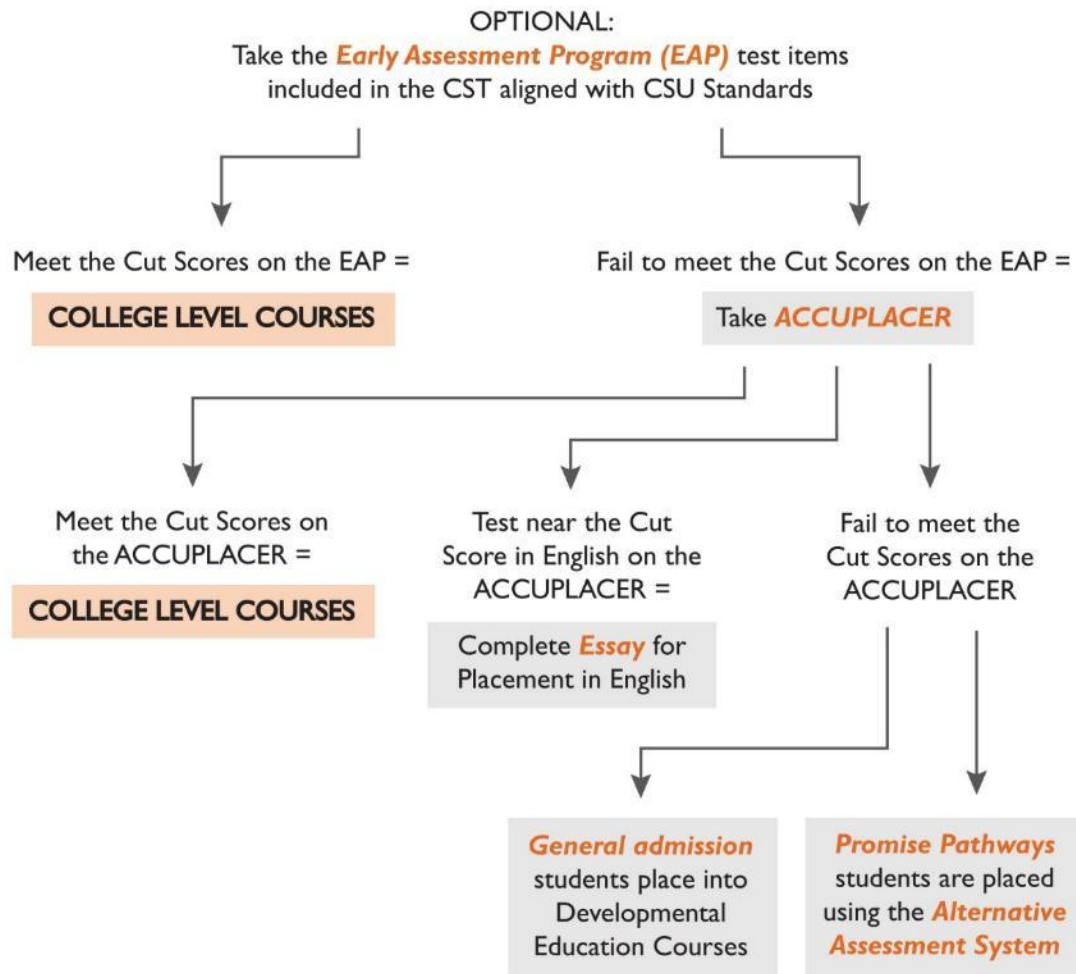 OPTIONAL:
Take the Early Assessment Program (EAP) test items
included in the CST aligned with CSU Standards
Meet the Cut Scores on the EAP =
COLLEGE LEVEL COURSES
Fail to meet the Cut Scores on the EAP =
Take ACCUPLACER
Meet the Cut Scores on
the ACCUPLACER =
COLLEGE LEVEL COURSES
Test near the Cut
Score in English on the
ACCUPLACER =
Complete Essay for
Placement in English
Fail to meet the
Cut Scores on the
ACCUPLACER
General admission
students place into
Developmental
Education Courses
Promise Pathways
students are placed
using the Alternative
Assessment System